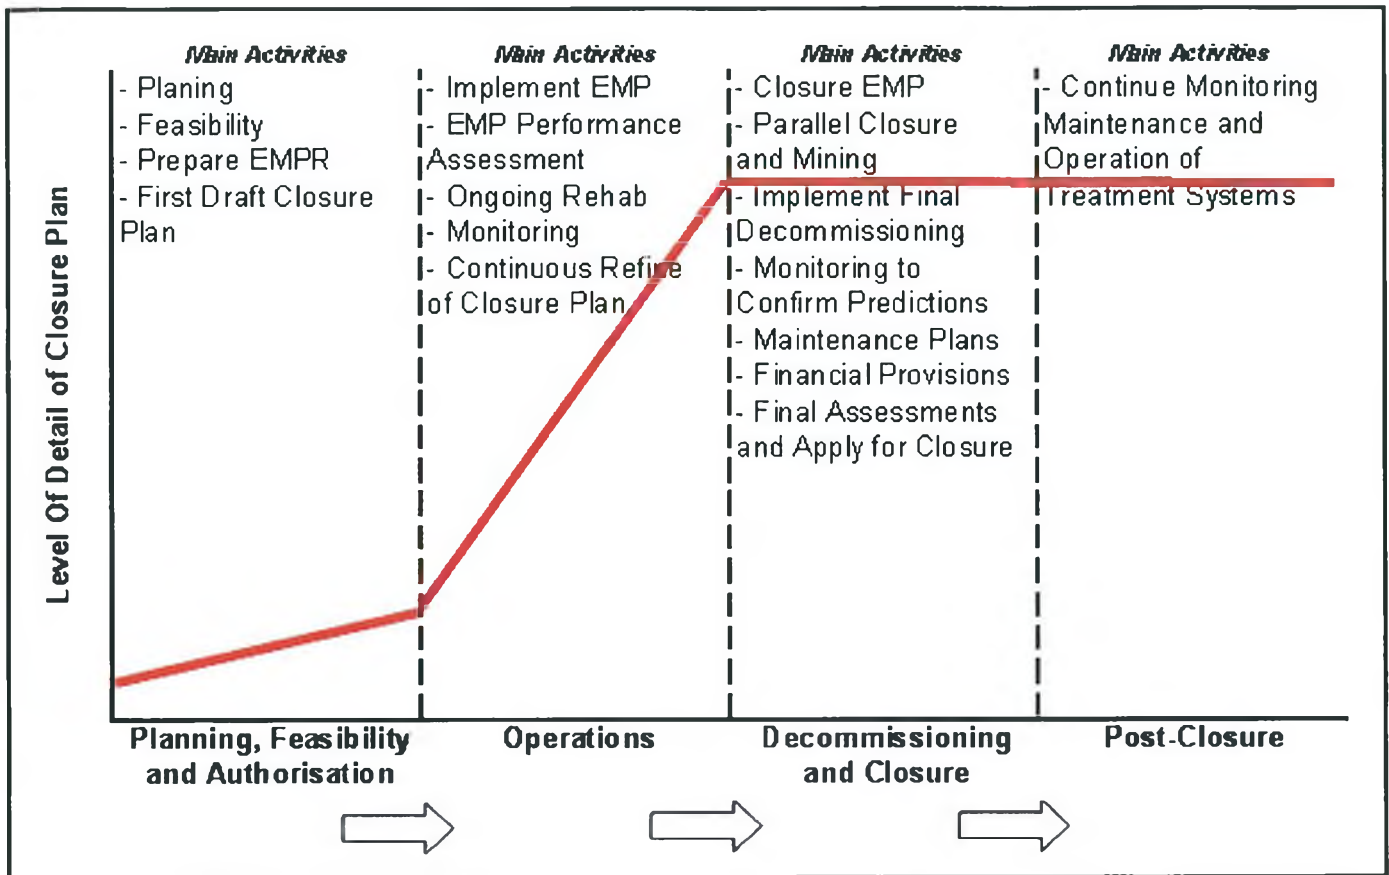 Main Activities
- Planing
- Feasibility
- Prepare EMPR
- First Draft Closure
Plan
Main Activities
- Implement EMP
- EMP Performance
Assessment
- Ongoing Rehab
- Monitoring
- Continuous Refine
of Closure Plan
Main Activities
- Closure EMP
- Parallel Closure
and Mining
- Implement Final
Decommissioning
- Monitoring to
Confirm Predictions
- Maintenance Plans
- Financial Provisions
- Final Assessments
and Apply for Closure
Main Activities
- Continue Monitoring
Maintenance and
Operation of
Treatment Systems
Level Of Detail of Closure Plan
Planning, Feasibility
and Authorisation
Operations
Decommissioning
and Closure
Post-Closure